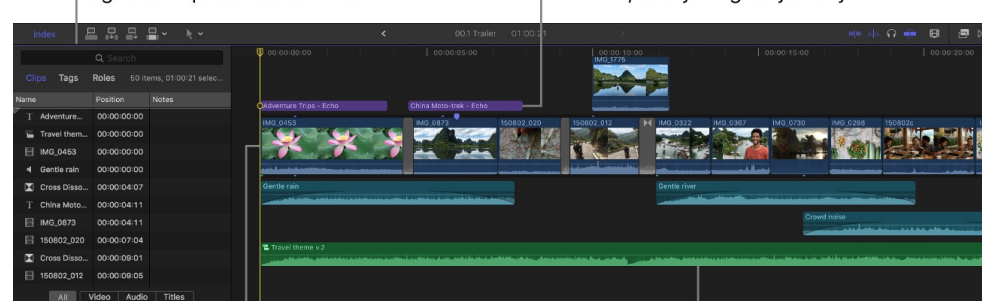 Index
001 Trailer 01:00:21
Search
Clips Tags Roles 50 items, 01:00:21 selec...
Name Position Notes
T Adventure... 00:00:00:00
Travel them... 00:00:00:00
IMG_0453 00:00:00:00
Gentle rain 00:00:00:00
Cross Disso... 00:00:04:07
T China Moto... 00:00:04:11
IMG_0873 00:00:04:11
150802_020 00:00:07:04
Cross Disso... 00:00:09:01
150802_012 00:00:09:05
All Video Audio Titles
00:00:00:00 00:00:05:00 00:00:10:00 00:00:15:00 00:00:20:00
IMG_1775
Adventure Trips - Echo China Moto-trek - Echo
IMG_0453 IMG_0873 150802_020 150802_012 IMG_0322 IMG_0367 IMG_0730 IMG_0298 150802c
Gentle rain Gentle river
Crowd noise
Travel theme v.2